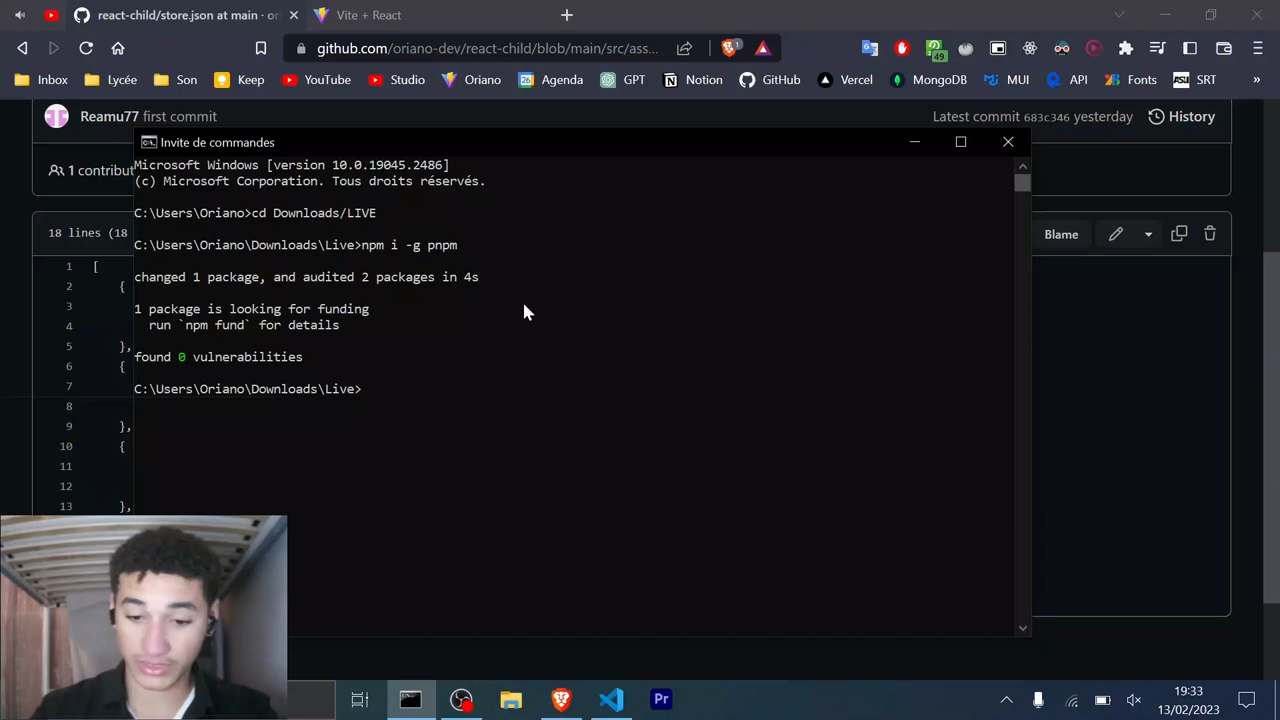 react-child/store.json at main · or
Vite + React
github.com/oriano-dev/react-child/blob/main/src/ass...
1
49
Inbox
Lycée
Son
Keep
YouTube
Studio
Oriano
26
Agenda
GPT
Notion
GitHub
Vercel
MongoDB
MUI
API
Fonts
ASU
SRT
»
Reamu77 first commit
Latest commit 683c346 yesterday
History
1 contribut
18 lines (18
Blame
1 [
2 {
3
4
5 },
6 {
7
8
9 },
10 {
11
12
13 },
Invite de commandes
Microsoft Windows [version 10.0.19045.2486]
(c) Microsoft Corporation. Tous droits réservés.
C:\Users\Oriano>cd Downloads/LIVE
C:\Users\Oriano\Downloads\Live>npm i -g pnpm
changed 1 package, and audited 2 packages in 4s
1 package is looking for funding
run `npm fund` for details
found 0 vulnerabilities
C:\Users\Oriano\Downloads\Live>
Pr
19:33
13/02/2023